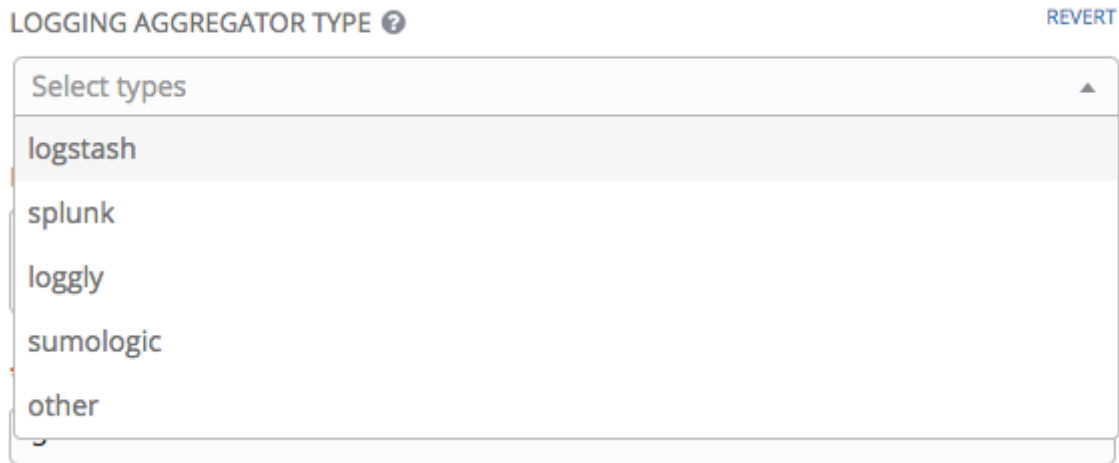 LOGGING AGGREGATOR TYPE
REVERT
Select types
logstash
splunk
loggly
sumologic
other